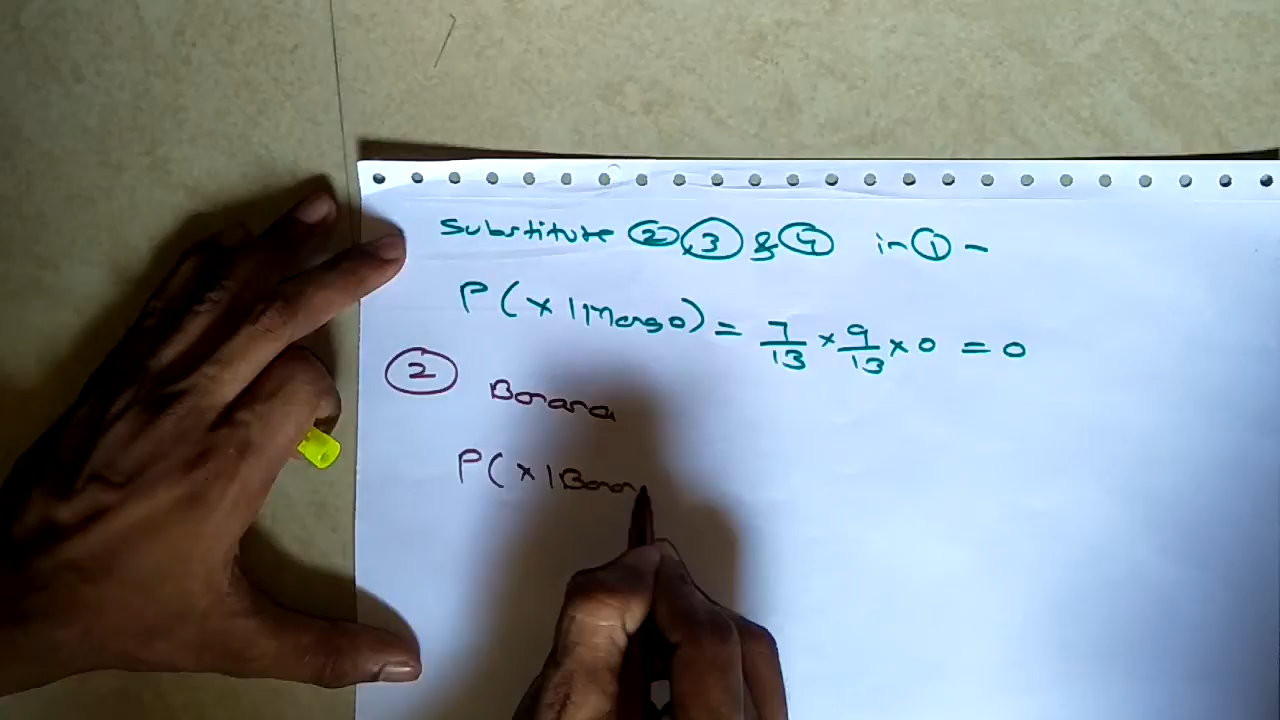 Substitute ② ③ & ④ in ① -
P(x|Mango) = 7/13 × 9/13 × 0 = 0
② Banana
P(x|Banan